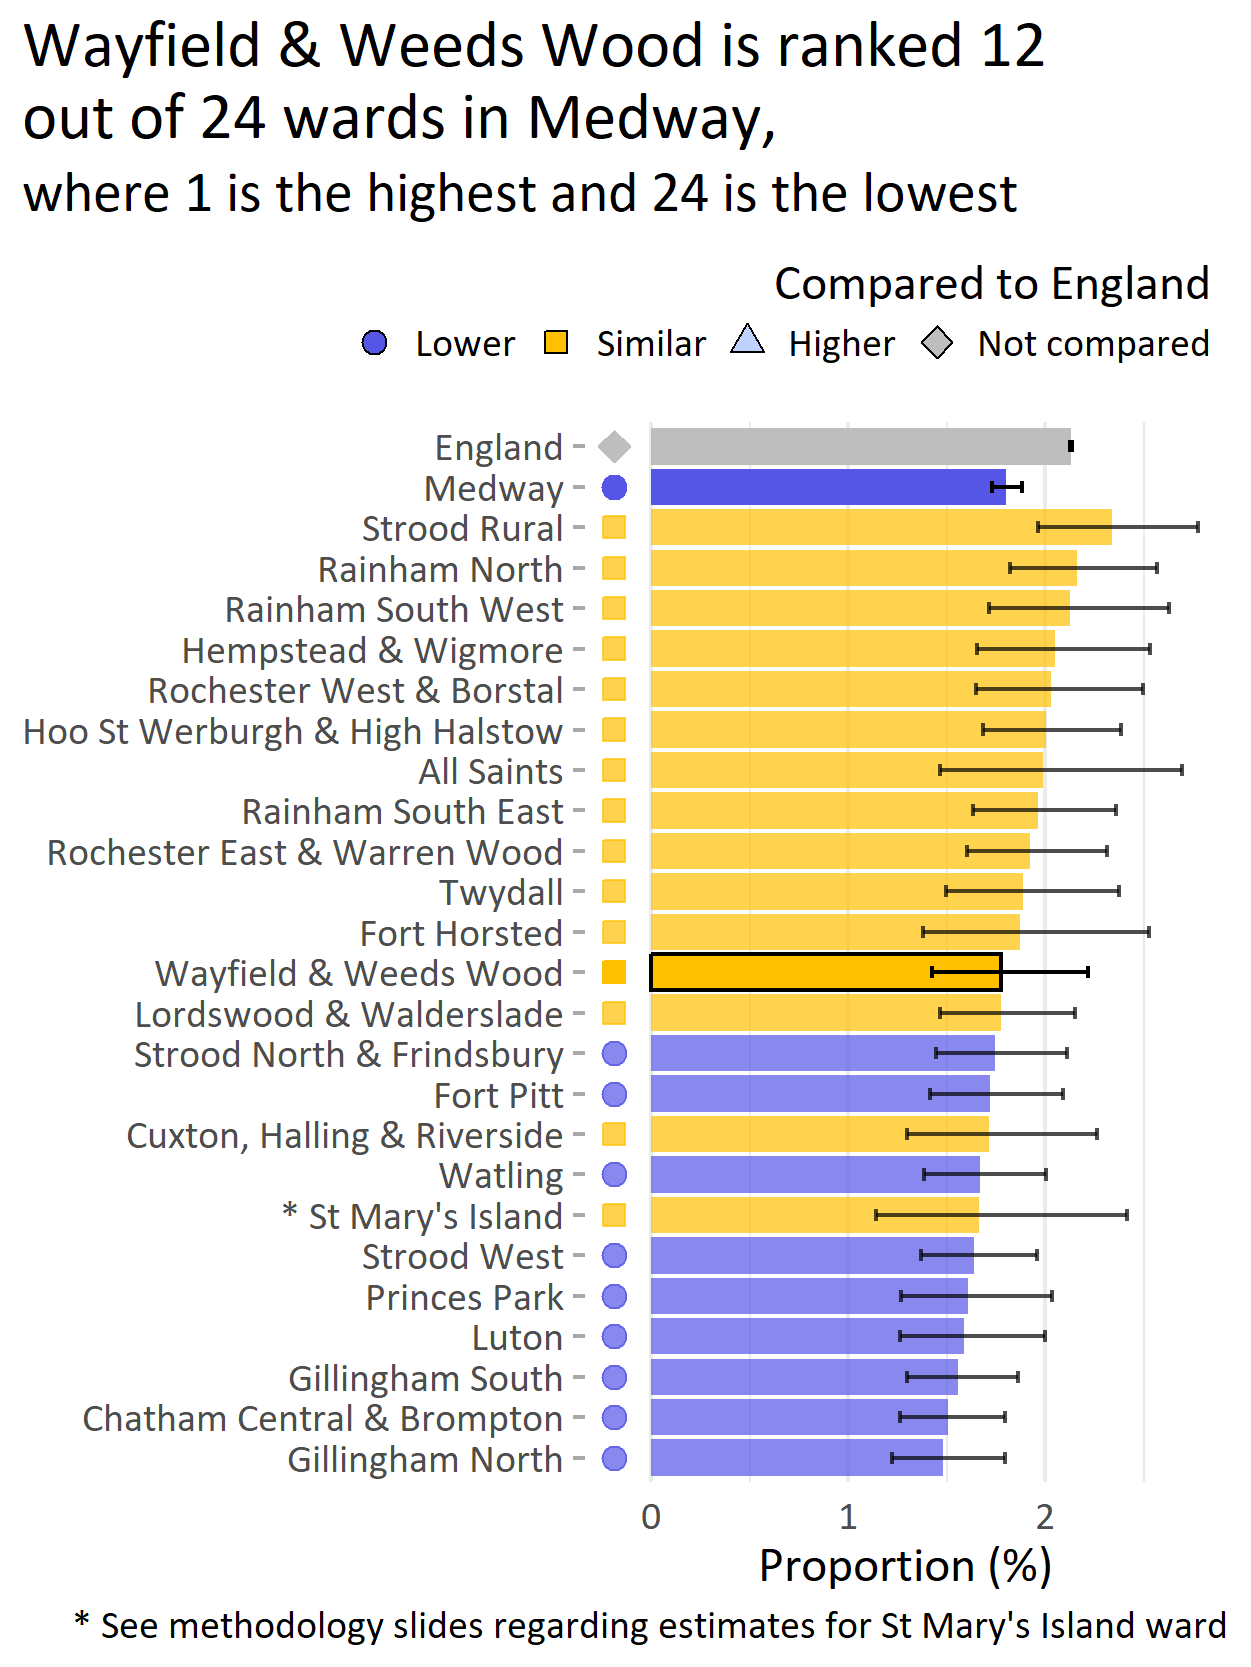 Wayfield & Weeds Wood is ranked 12
out of 24 wards in Medway,
where 1 is the highest and 24 is the lowest
Compared to England
Lower Similar Higher Not compared
England
Medway
Strood Rural
Rainham North
Rainham South West
Hempstead & Wigmore
Rochester West & Borstal
Hoo St Werburgh & High Halstow
All Saints
Rainham South East
Rochester East & Warren Wood
Twydall
Fort Horsted
Wayfield & Weeds Wood
Lordswood & Walderslade
Strood North & Frindsbury
Fort Pitt
Cuxton, Halling & Riverside
Watling
* St Mary's Island
Strood West
Princes Park
Luton
Gillingham South
Chatham Central & Brompton
Gillingham North
0 1 2
Proportion (%)
* See methodology slides regarding estimates for St Mary's Island ward